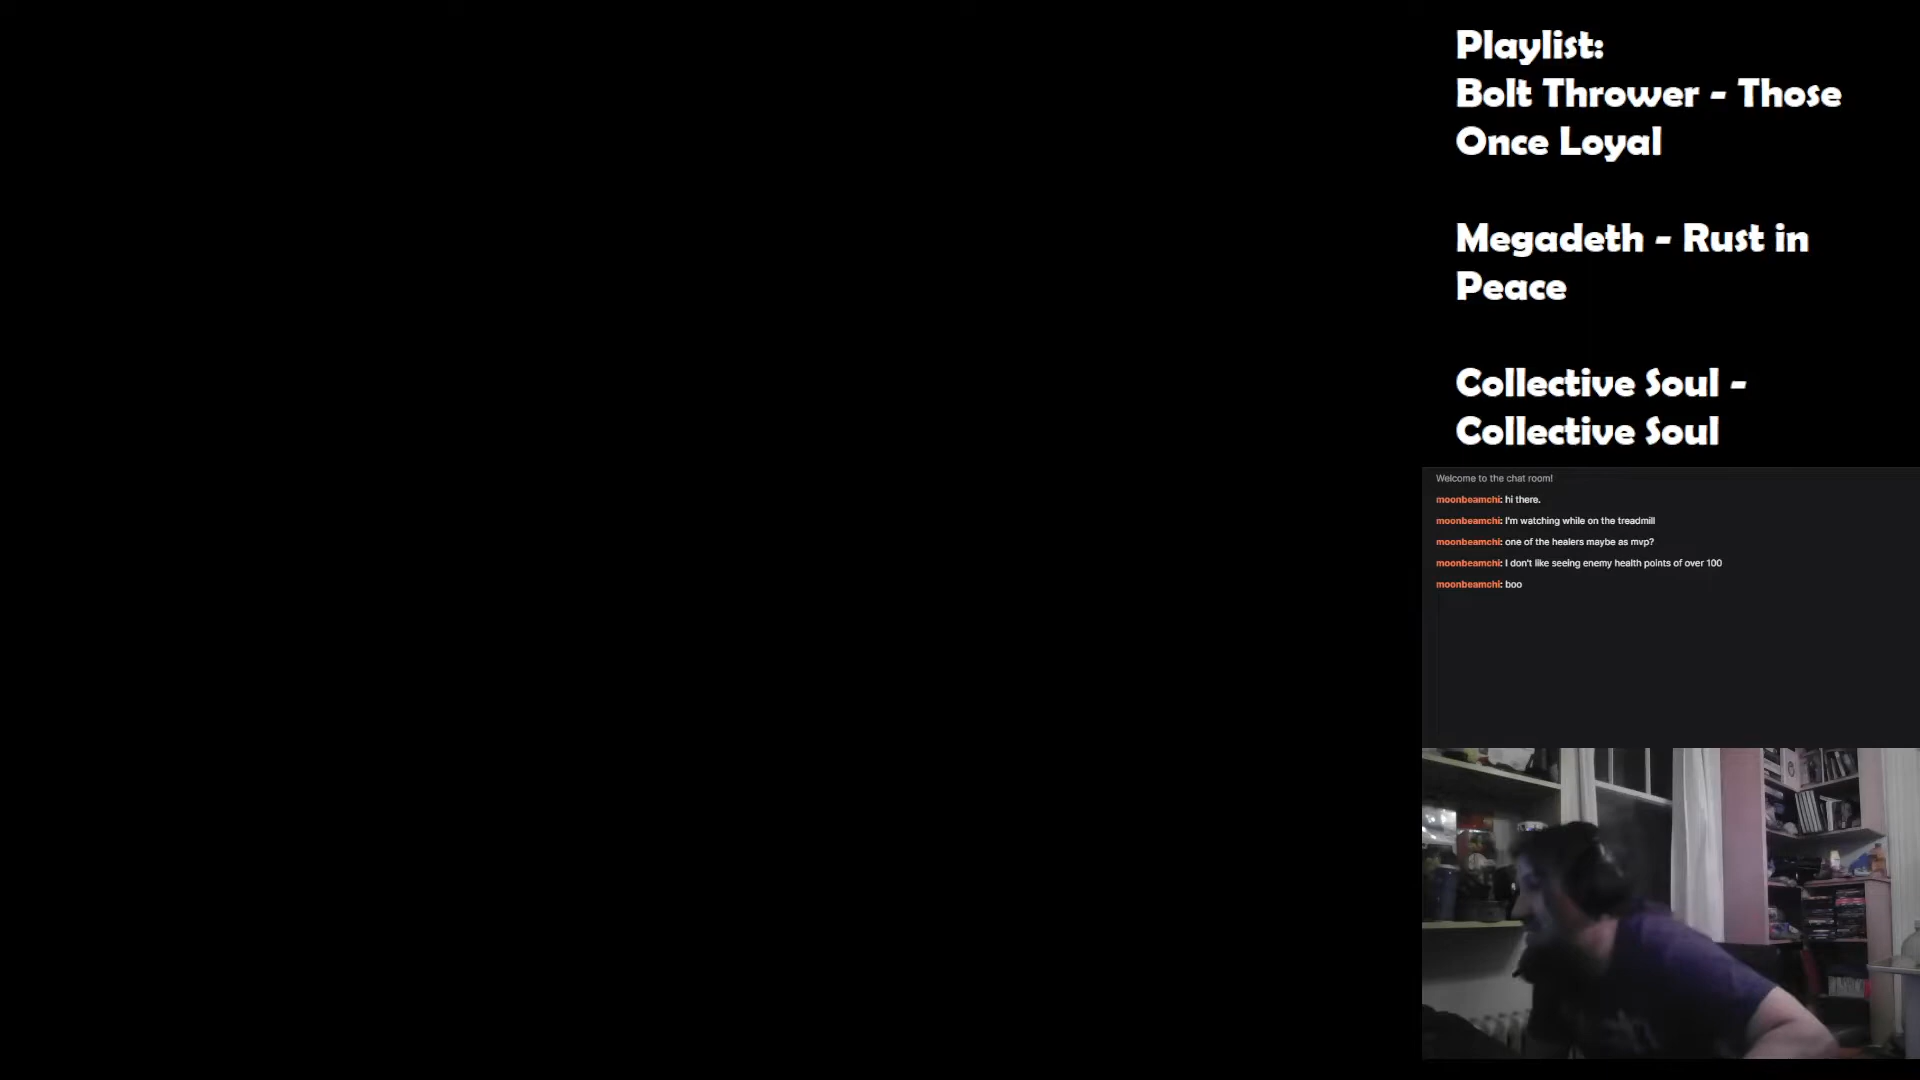 Playlist:
Bolt Thrower - Those
Once Loyal
Megadeth - Rust in
Peace
Collective Soul -
Collective Soul
Welcome to the chat room!
moonbeamchi: hi there.
moonbeamchi: I'm watching while on the treadmill
moonbeamchi: one of the healers maybe as mvp?
moonbeamchi: I don't like seeing enemy health points of over 100
moonbeamchi: boo